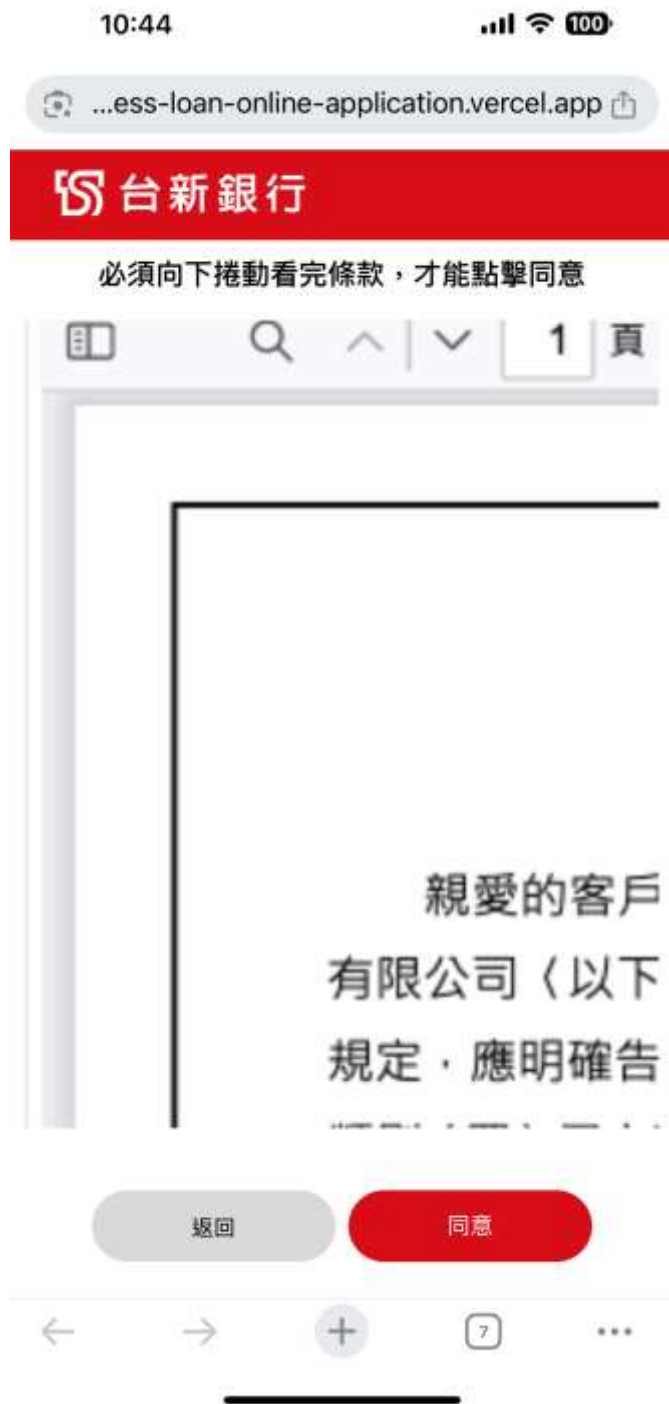 10:44
100
...ess-loan-online-application.vercel.app
台新銀行
必須向下捲動看完條款，才能點擊同意
1 頁
親愛的客戶
有限公司〈以下
規定，應明確告
返回
同意
7